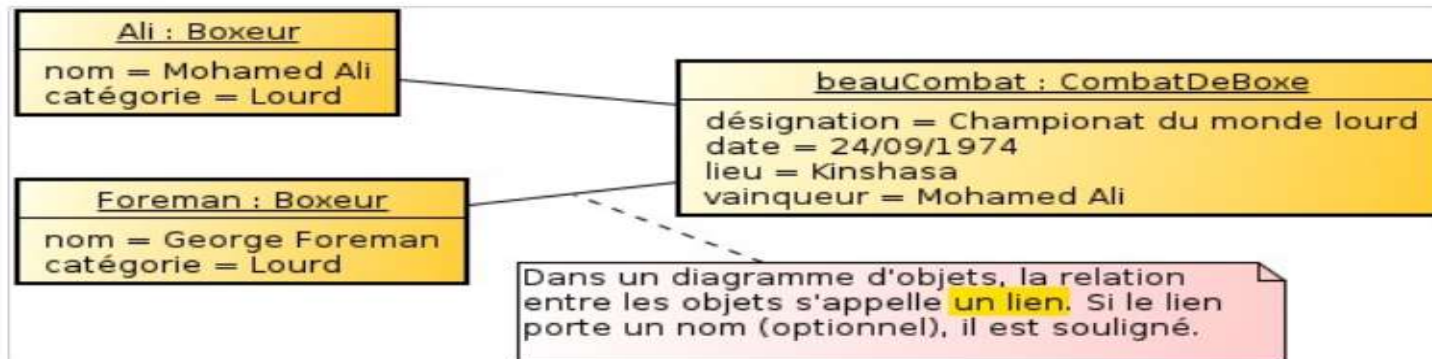 Ali : Boxeur
nom = Mohamed Ali
catégorie = Lourd
beauCombat : CombatDeBoxe
désignation = Championat du monde lourd
date = 24/09/1974
lieu = Kinshasa
vainqueur = Mohamed Ali
Foreman : Boxeur
nom = George Foreman
catégorie = Lourd
Dans un diagramme d'objets, la relation
entre les objets s'appelle un lien. Si le lien
porte un nom (optionnel), il est souligné.